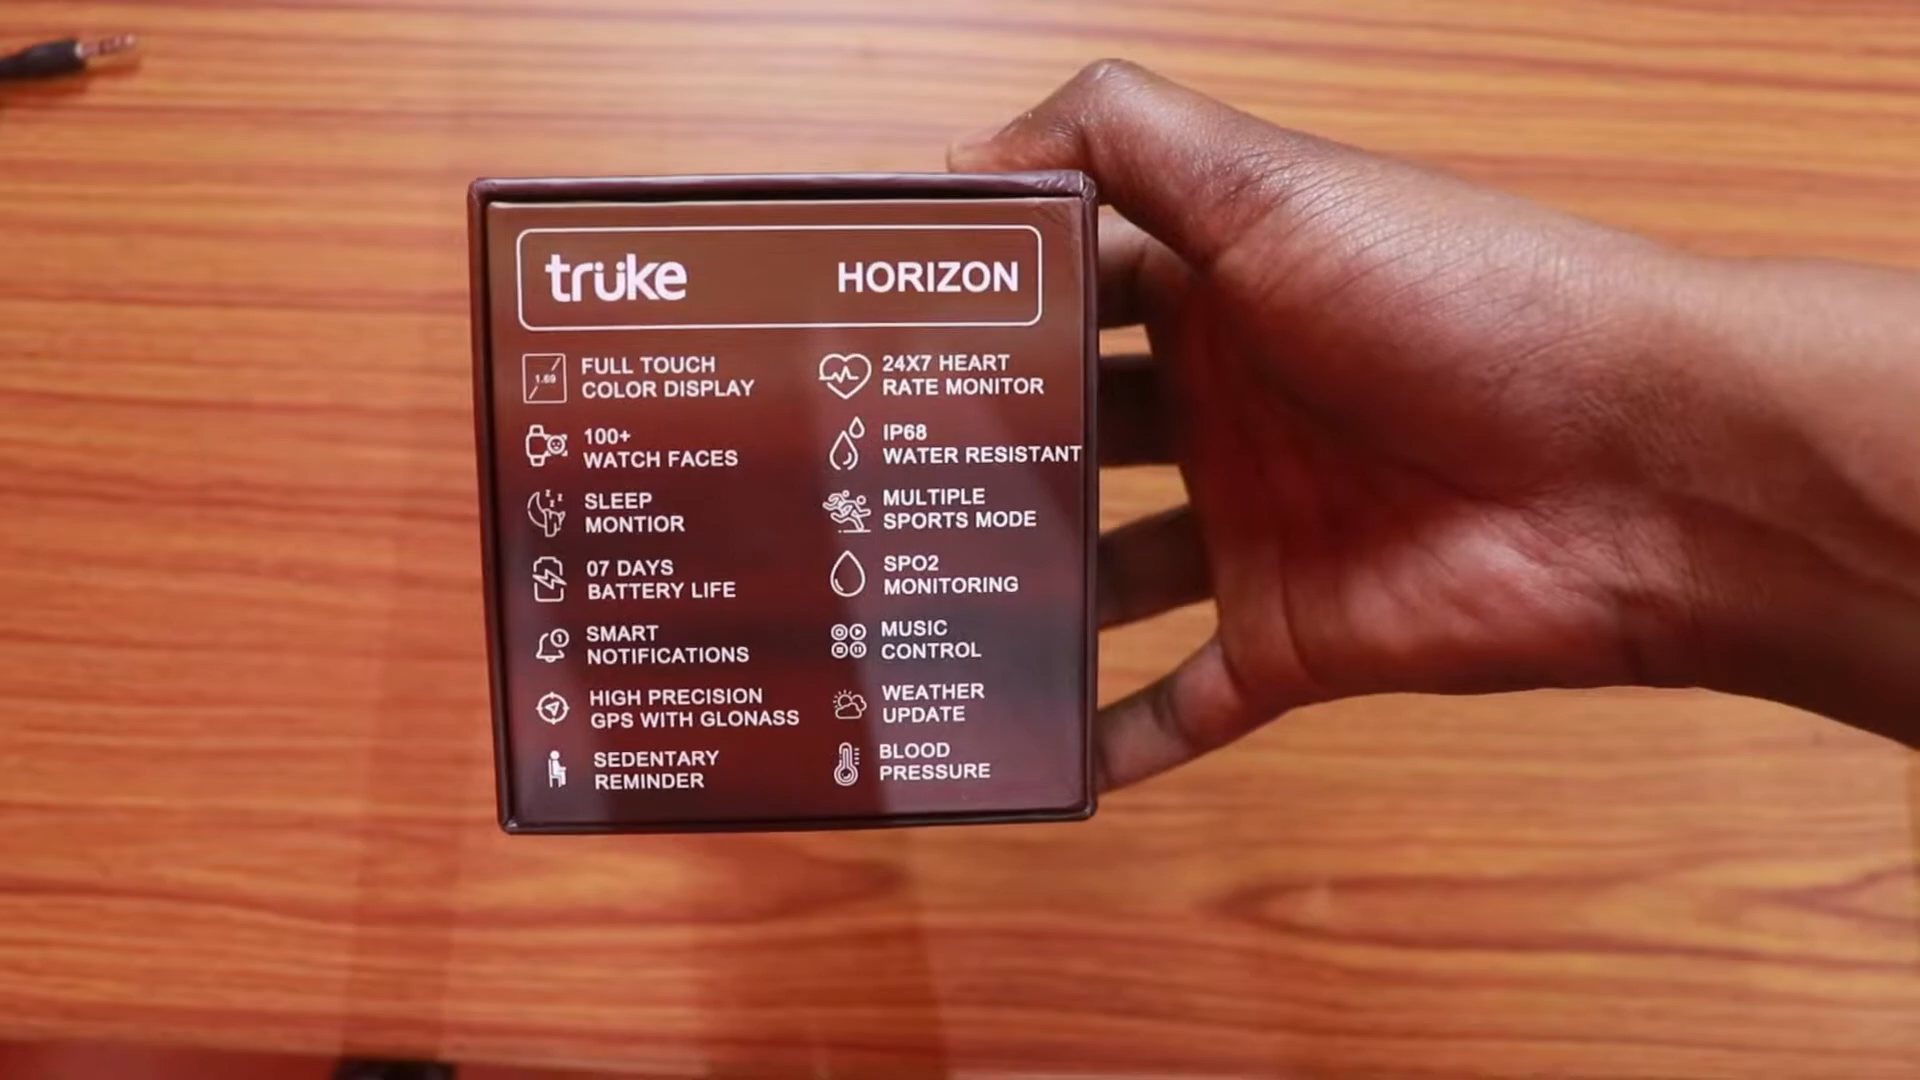 truke
HORIZON
1.69
FULL TOUCH
COLOR DISPLAY
24X7 HEART
RATE MONITOR
100+
WATCH FACES
IP68
WATER RESISTANT
SLEEP
MONTIOR
MULTIPLE
SPORTS MODE
07 DAYS
BATTERY LIFE
SPO2
MONITORING
SMART
NOTIFICATIONS
MUSIC
CONTROL
HIGH PRECISION
GPS WITH GLONASS
WEATHER
UPDATE
SEDENTARY
REMINDER
BLOOD
PRESSURE